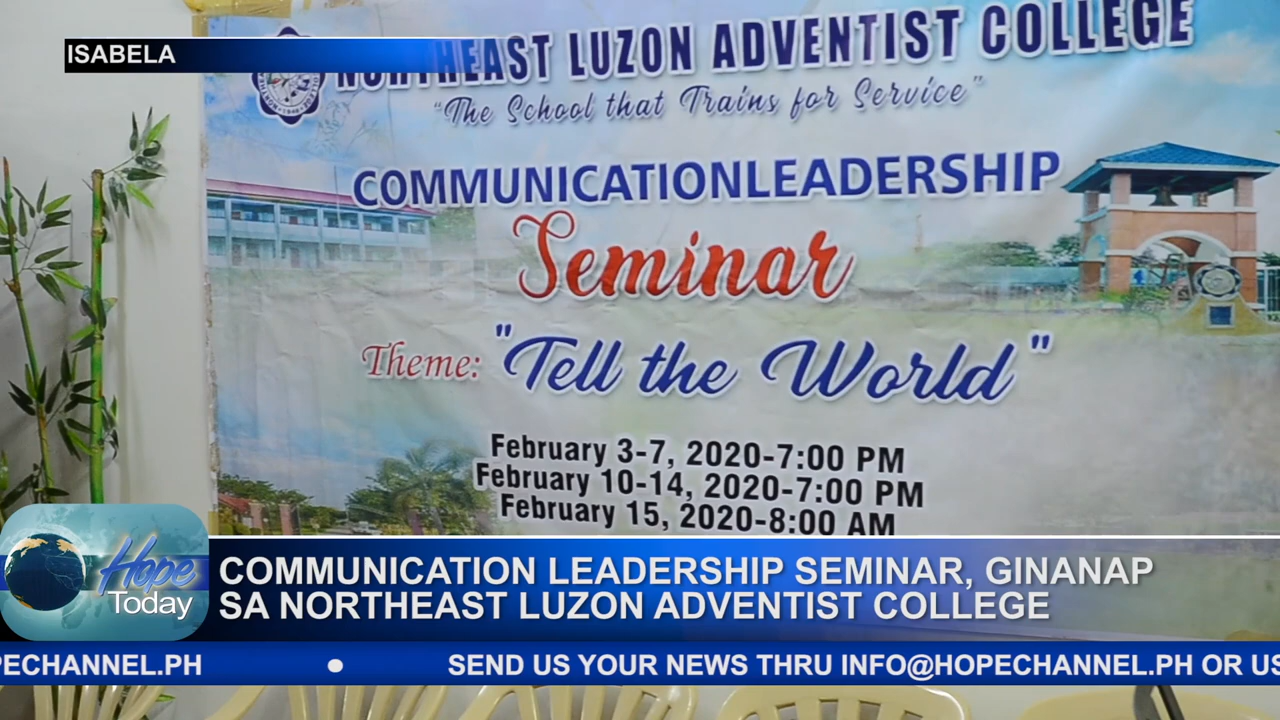 ISABELA
NORTHEAST LUZON ADVENTIST COLLEGE
"The School that Trains for Service"
COMMUNICATIONLEADERSHIP
Seminar
Theme: "Tell the World"
February 3-7, 2020-7:00 PM
February 10-14, 2020-7:00 PM
February 15, 2020-8:00 AM
Hope
Today
COMMUNICATION LEADERSHIP SEMINAR, GINANAP
SA NORTHEAST LUZON ADVENTIST COLLEGE
PECHANNEL.PH • SEND US YOUR NEWS THRU INFO@HOPECHANNEL.PH OR US